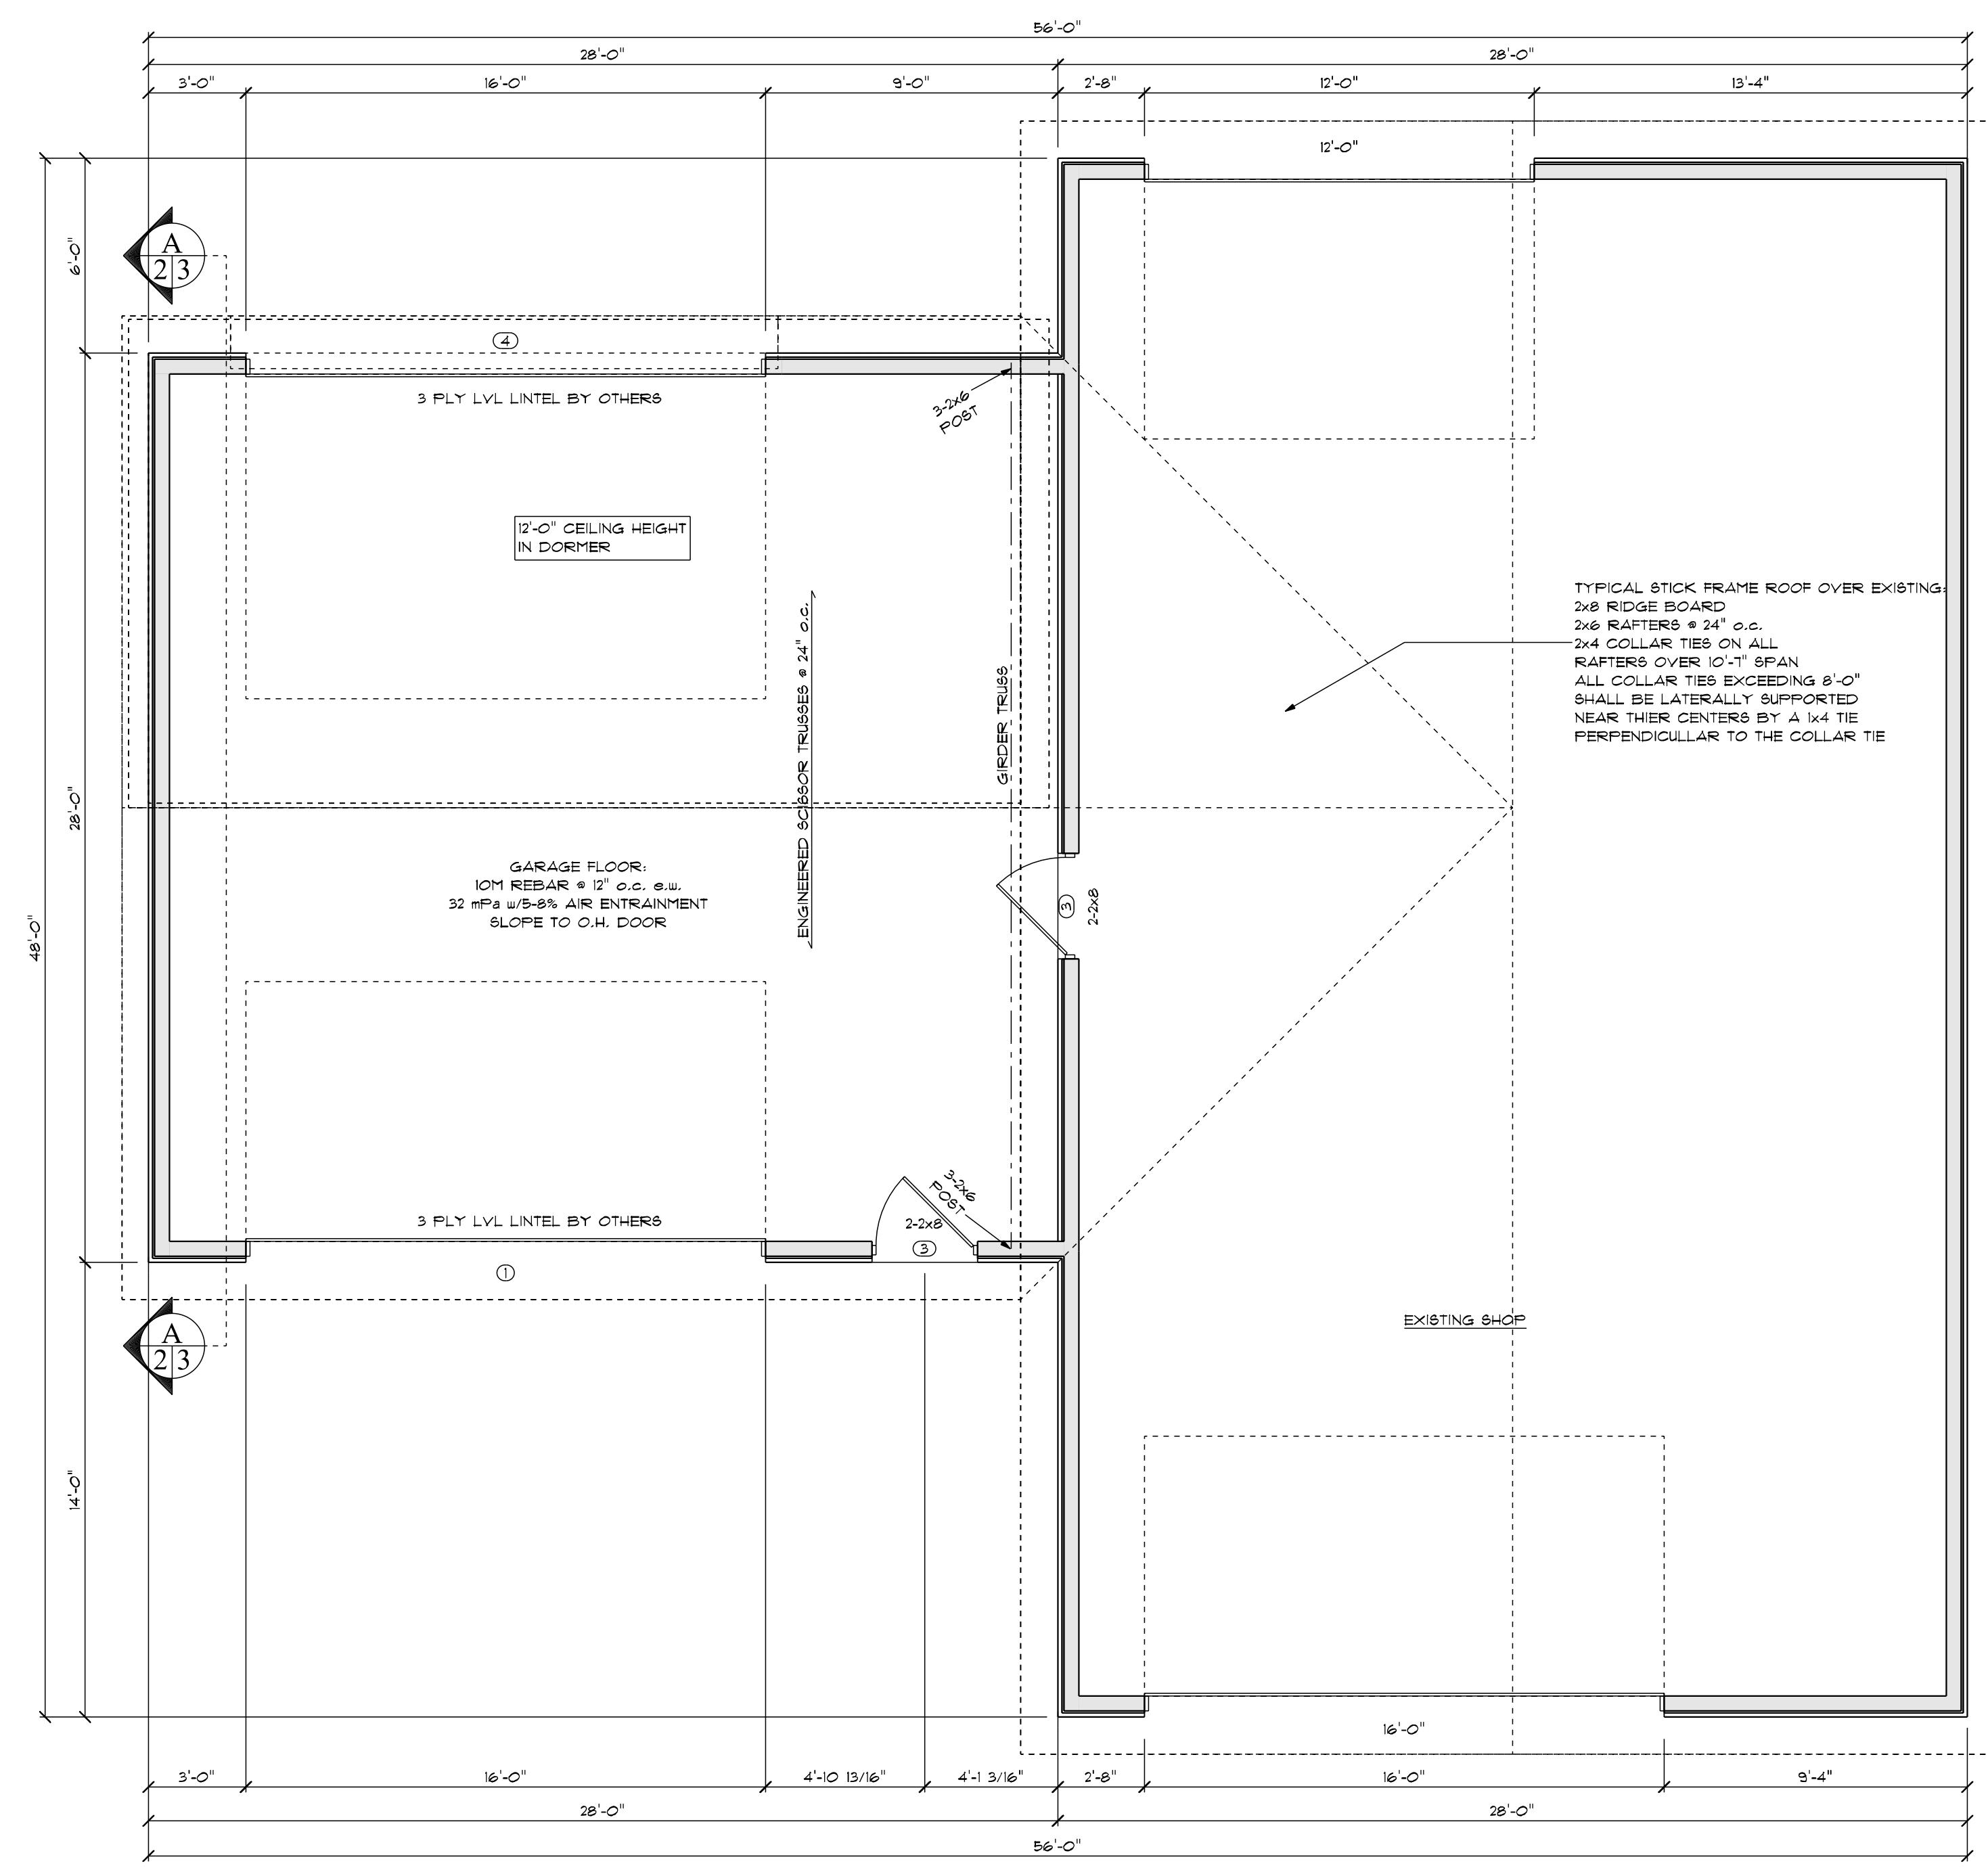 56'-0"
28'-0"
28'-0"
3'-0"
16'-0"
9'-0"
2'-8"
12'-0"
13'-4"
12'-0"
6'-0"
A
2 3
4
3 PLY LVL LINTEL BY OTHERS
3-2x6
POST
12'-0" CEILING HEIGHT
IN DORMER
ENGINEERED SCISSOR TRUSSES @ 24" o.c.
GIRDER TRUSS
TYPICAL STICK FRAME ROOF OVER EXISTING:
2x8 RIDGE BOARD
2x6 RAFTERS @ 24" o.c.
2x4 COLLAR TIES ON ALL
RAFTERS OVER 10'-7" SPAN
ALL COLLAR TIES EXCEEDING 8'-0"
SHALL BE LATERALLY SUPPORTED
NEAR THIER CENTERS BY A 1x4 TIE
PERPENDICULLAR TO THE COLLAR TIE
28'-0"
48'-0"
GARAGE FLOOR:
10M REBAR @ 12" o.c. e.w.
32 mPa w/5-8% AIR ENTRAINMENT
SLOPE TO O.H. DOOR
3
2-2x8
3-2x6
POST
3 PLY LVL LINTEL BY OTHERS
2-2x8
3
1
A
2 3
EXISTING SHOP
14'-0"
16'-0"
3'-0"
16'-0"
4'-10 13/16"
4'-1 3/16"
2'-8"
16'-0"
9'-4"
28'-0"
28'-0"
56'-0"